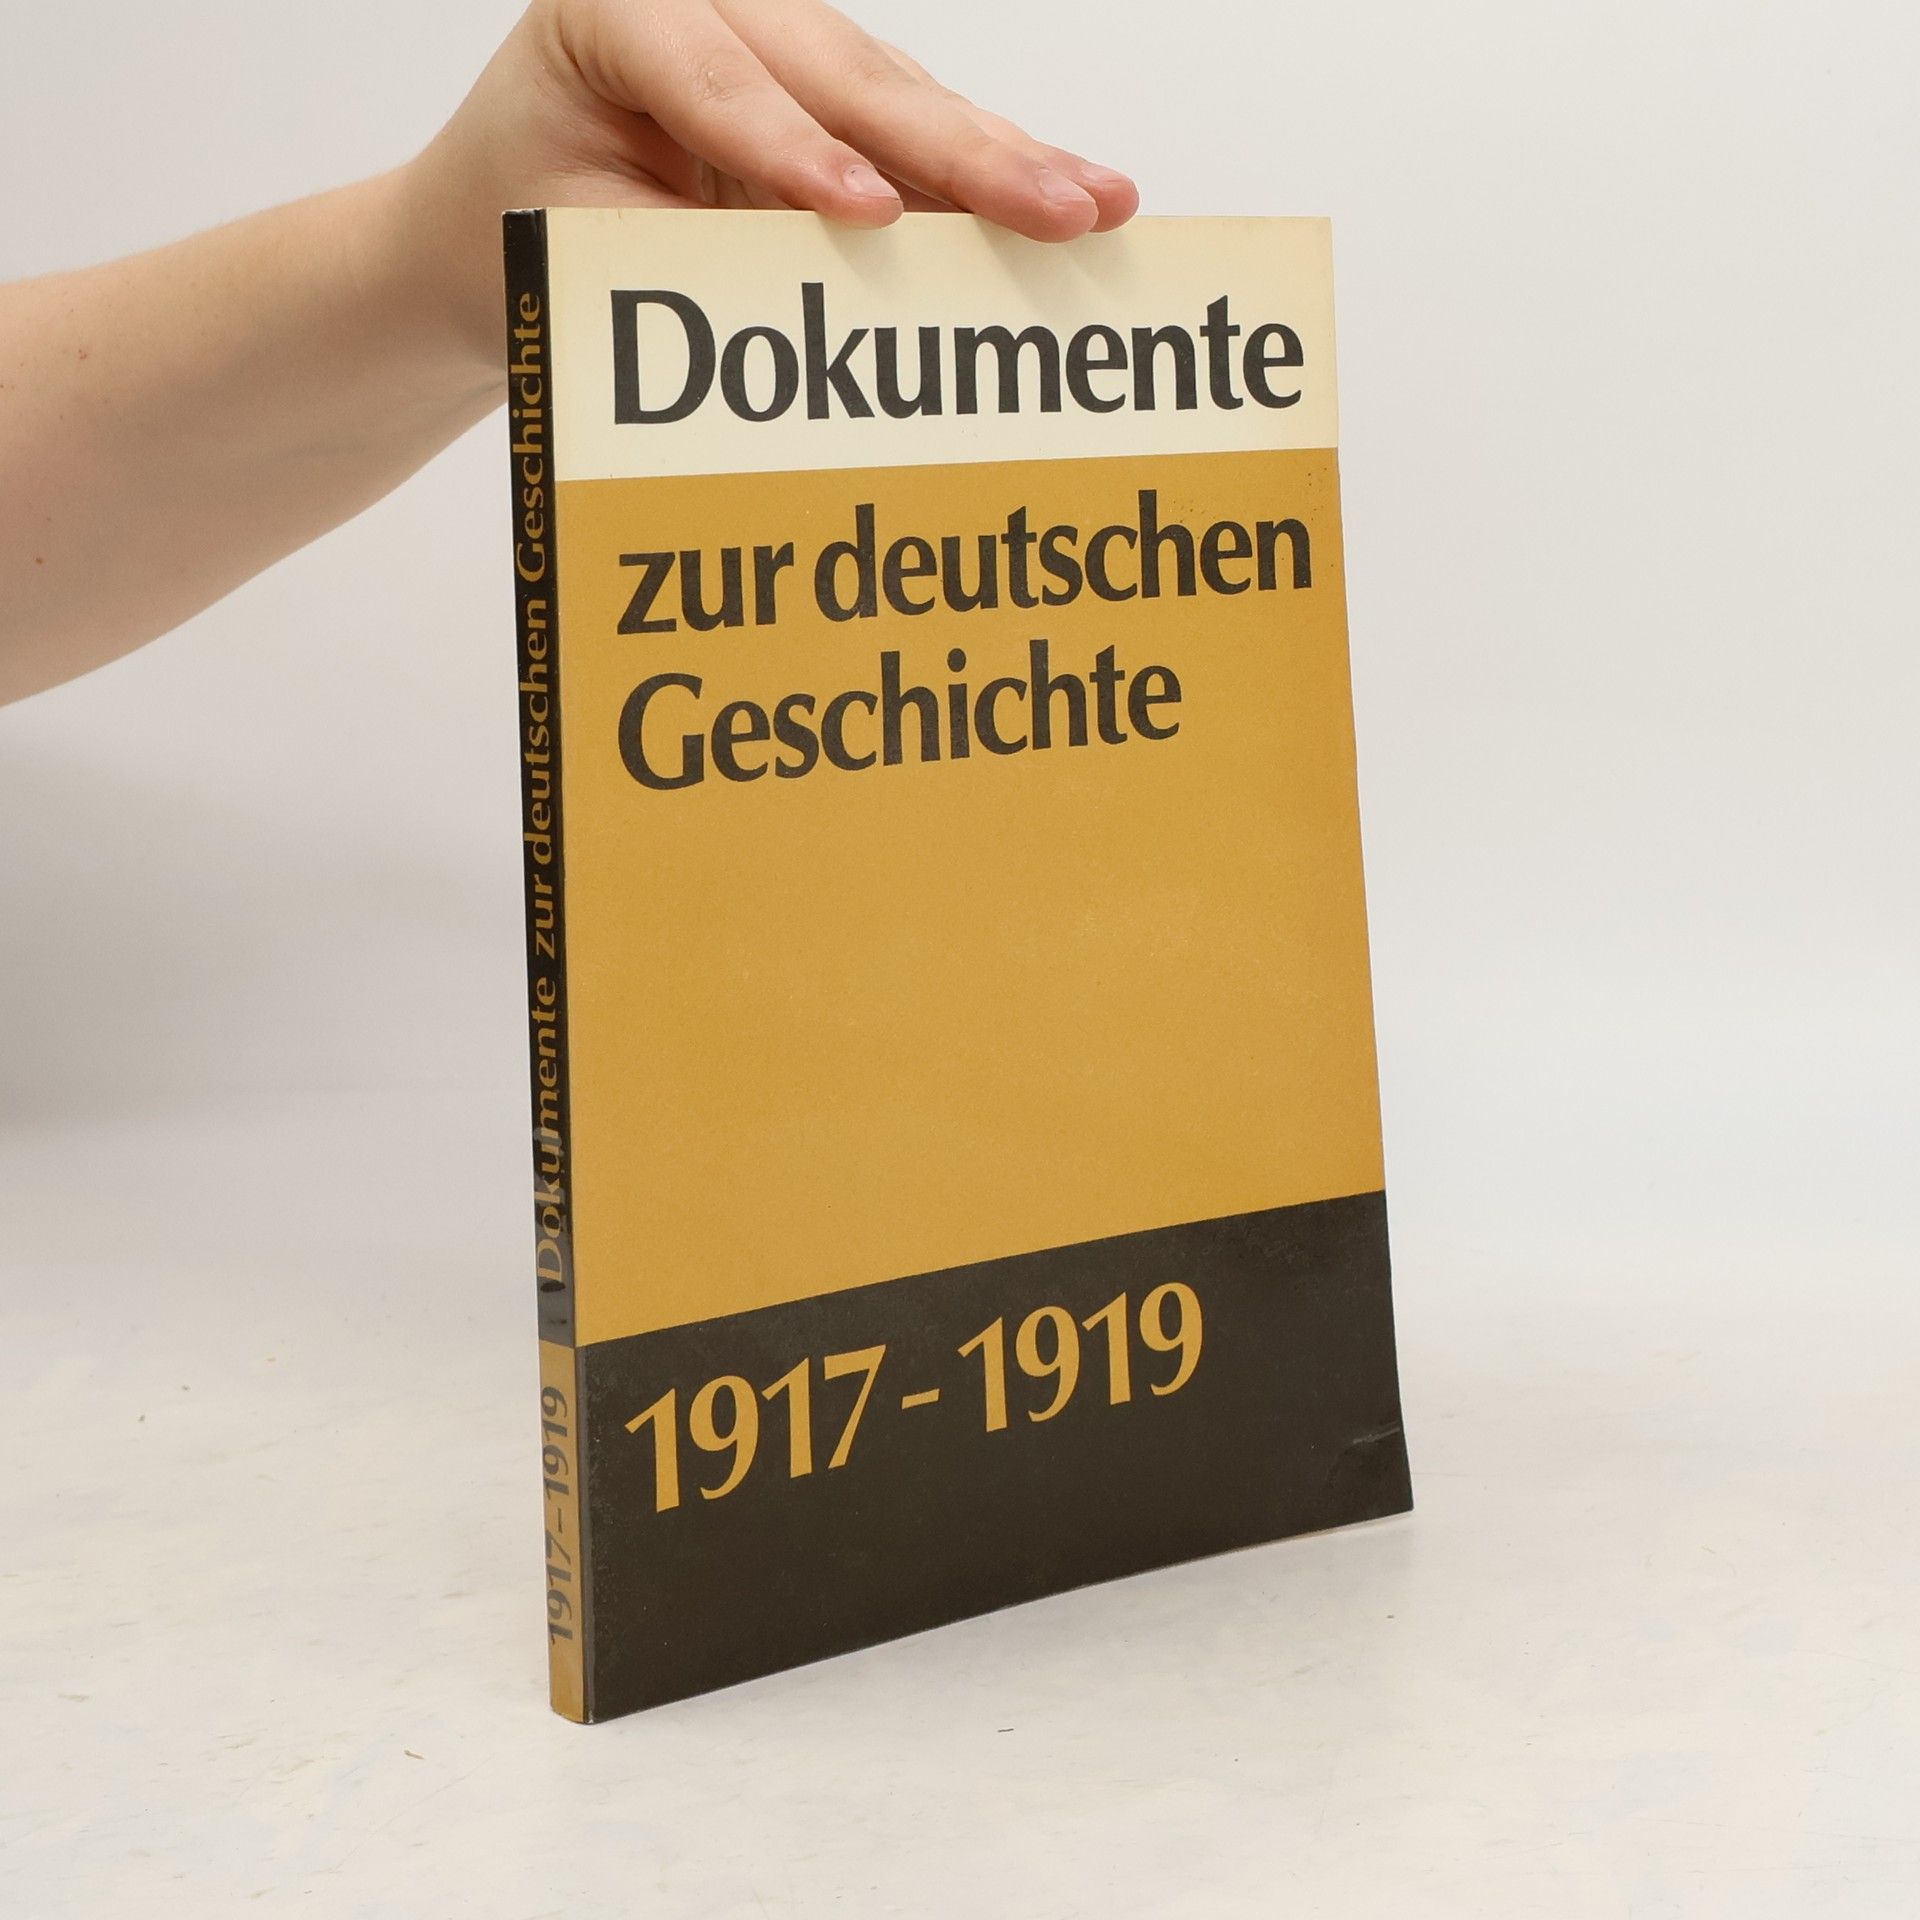 Dokumente
zur deutschen
Geschichte
1917-1919
Dokumente zur deutschen Geschichte
1917-1919